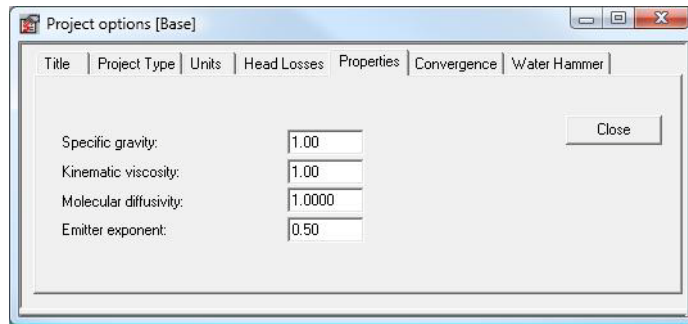 Project options [Base]
Title Project Type Units Head Losses Properties Convergence Water Hammer
Close
Specific gravity: 1.00
Kinematic viscosity: 1.00
Molecular diffusivity: 1.0000
Emitter exponent: 0.50